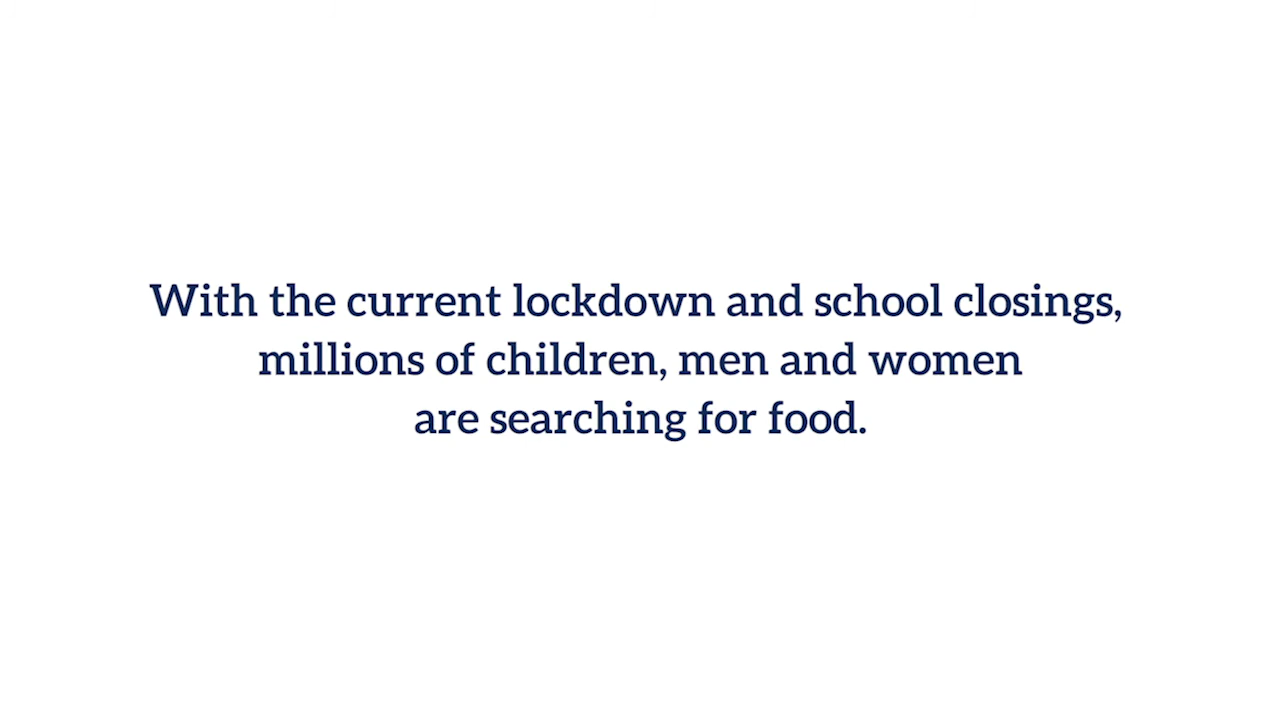 With the current lockdown and school closings,
millions of children, men and women
are searching for food.